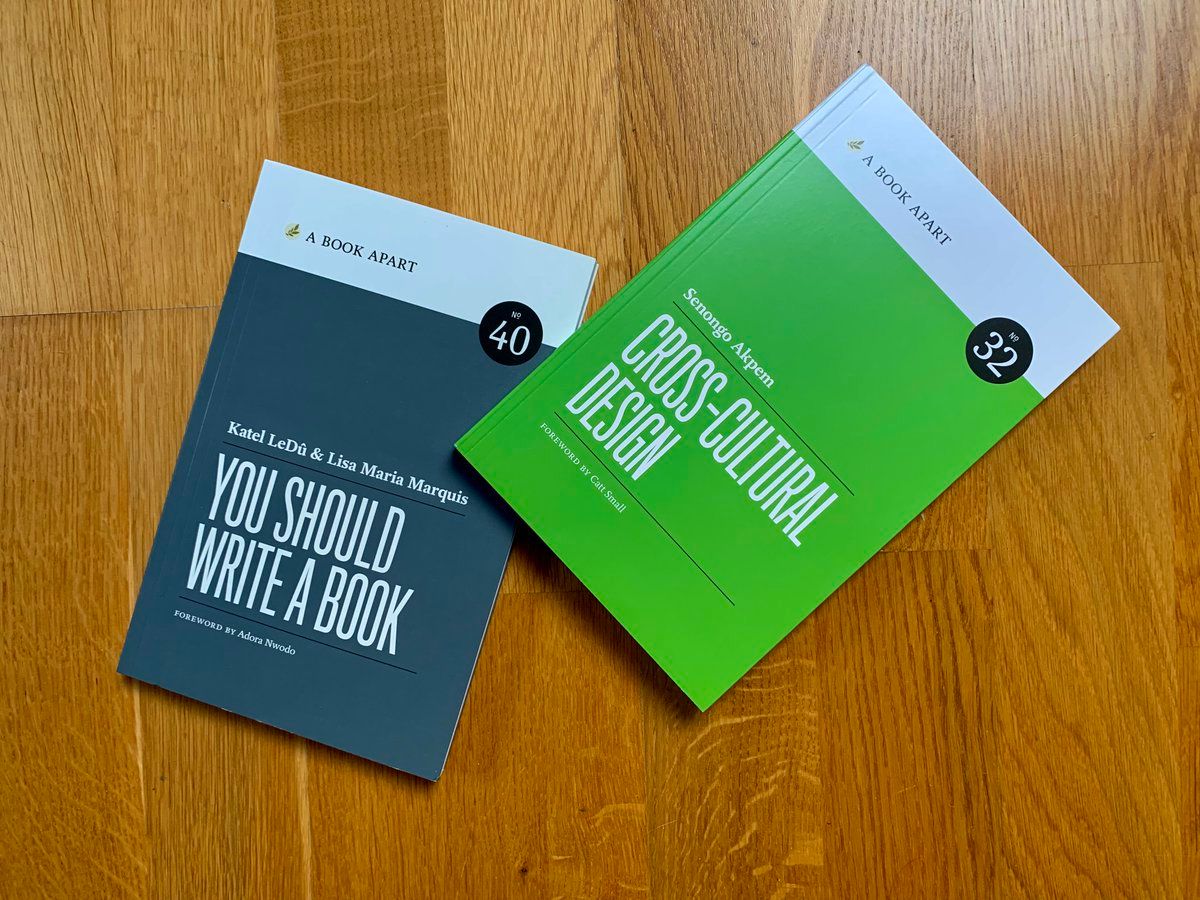 A BOOK APART
Nº
40
Katel LeDû & Lisa Maria Marquis
YOU SHOULD
WRITE A BOOK
FOREWORD BY Adora Nwodo
A BOOK APART
Nº
32
Senongo Akpem
CROSS-CULTURAL
DESIGN
FOREWORD BY Catt Small